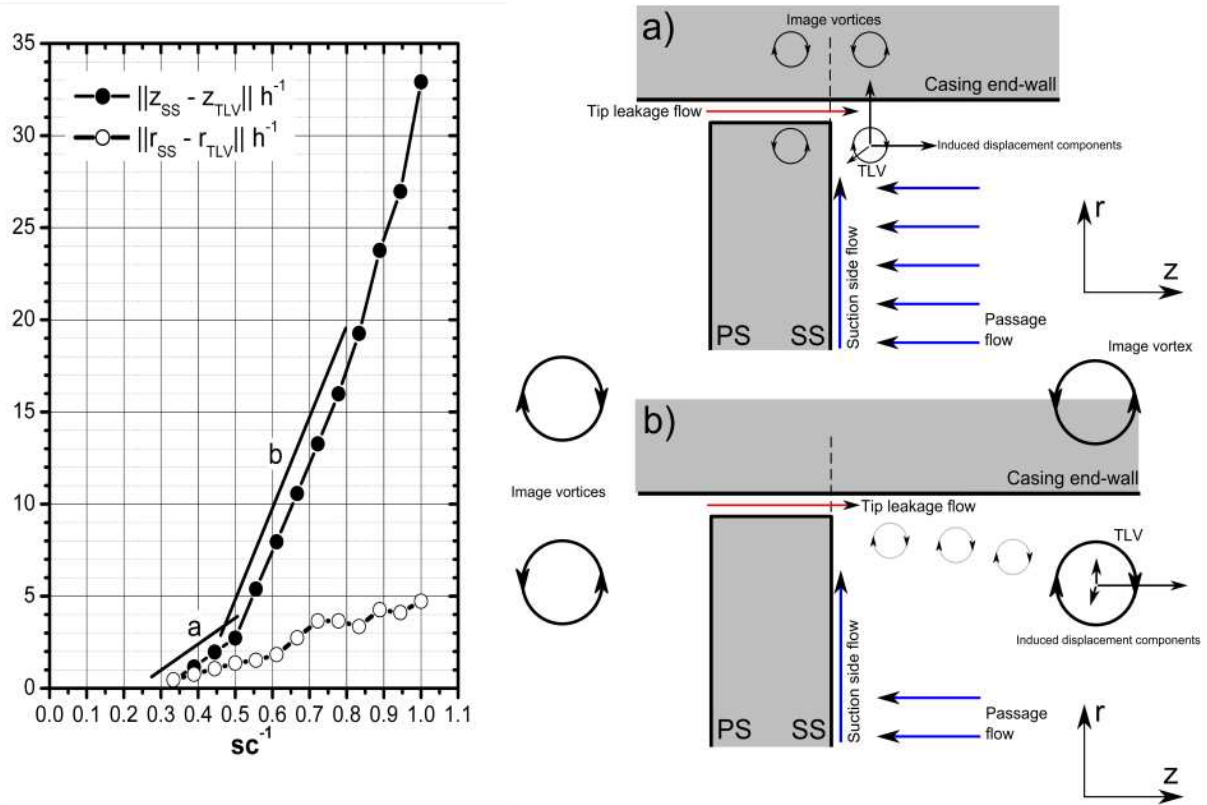 35
30
25
20
15
10
5
0
||z_SS - z_TLV|| h^-1
||r_SS - r_TLV|| h^-1
b
a
0.0 0.1 0.2 0.3 0.4 0.5 0.6 0.7 0.8 0.9 1.0 1.1
sc^-1
a)
Image vortices
Casing end-wall
Tip leakage flow
Induced displacement components
TLV
Suction side flow
PS SS
Passage
flow
r
z
Image vortex
b)
Casing end-wall
Image vortices
Tip leakage flow
TLV
Induced displacement components
Suction side flow
PS SS
Passage
flow
r
z